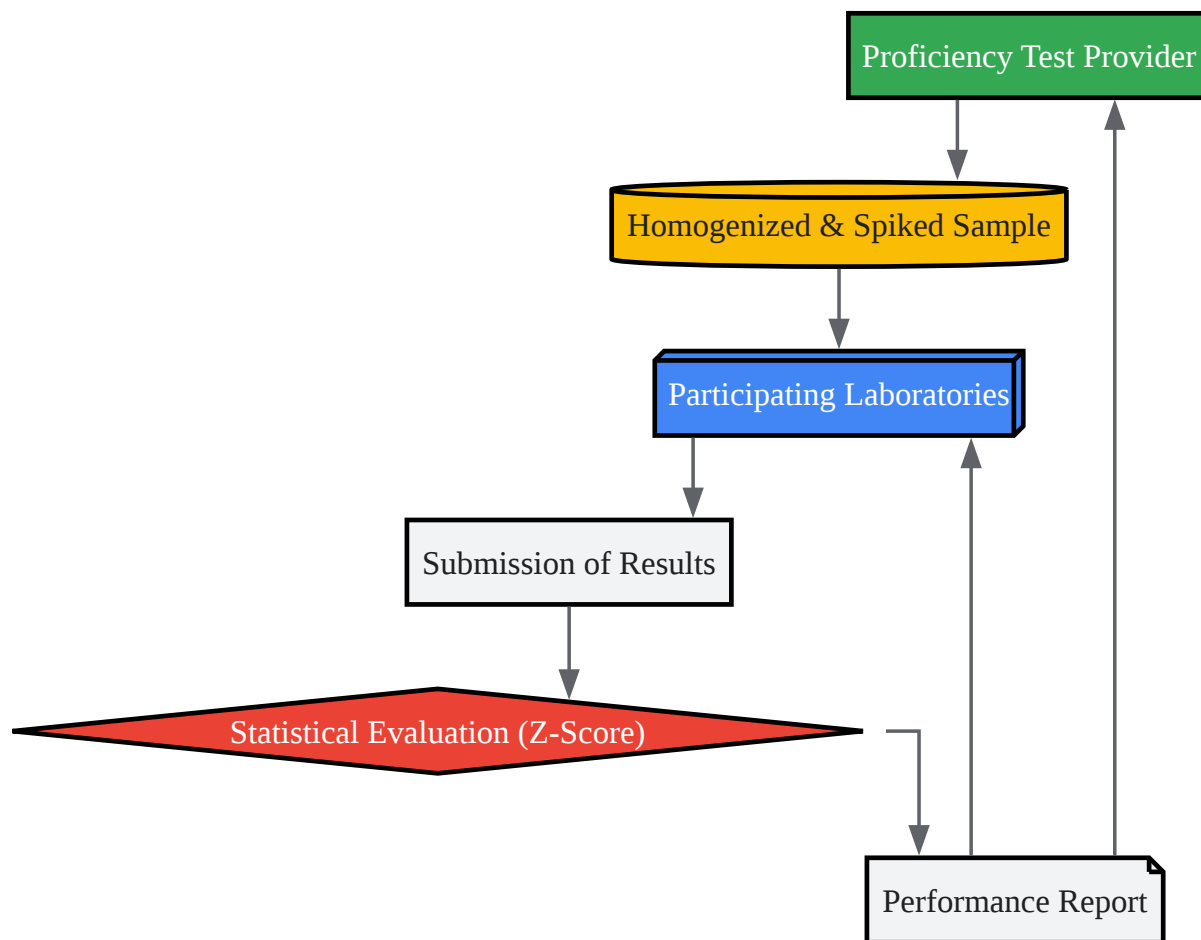 Proficiency Test Provider
Homogenized & Spiked Sample
Participating Laboratories
Submission of Results
Statistical Evaluation (Z-Score)
Performance Report